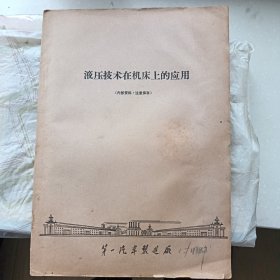 液压技术在机床上的应用
（内部资料·注意保存）
第一汽车制造厂